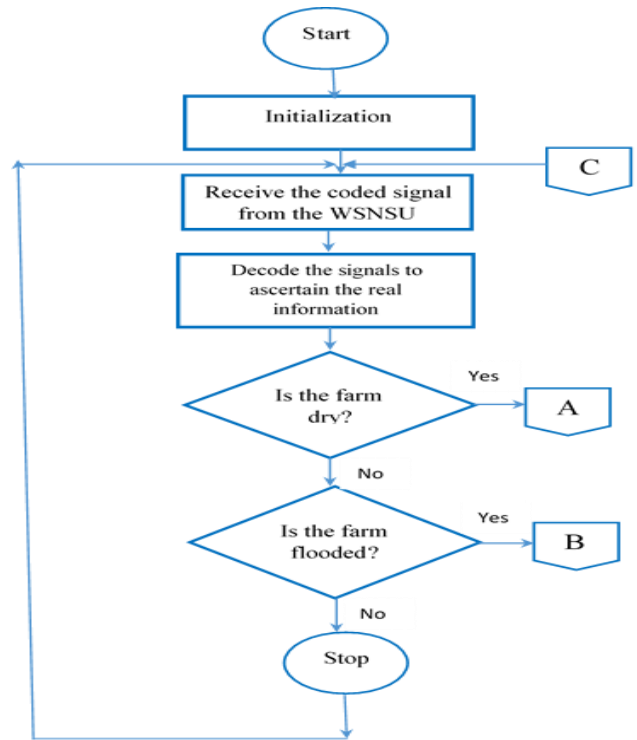 Start
Initialization
C
Receive the coded signal
from the WSNSU
Decode the signals to
ascertain the real
information
Yes
Is the farm
dry?
A
No
Yes
Is the farm
flooded?
B
No
Stop